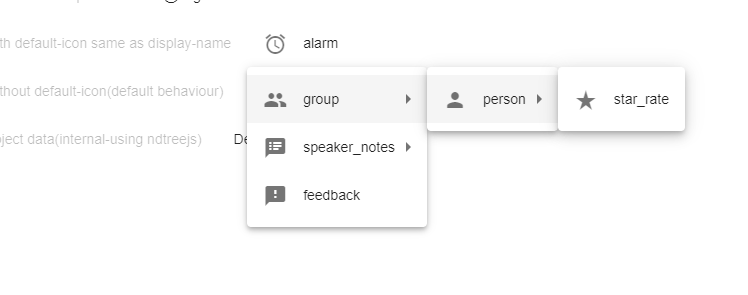 th default-icon same as display-name alarm
thout default-icon(default behaviour)
group person star_rate
ject data(internal-using ndtreejs) De
speaker_notes
feedback